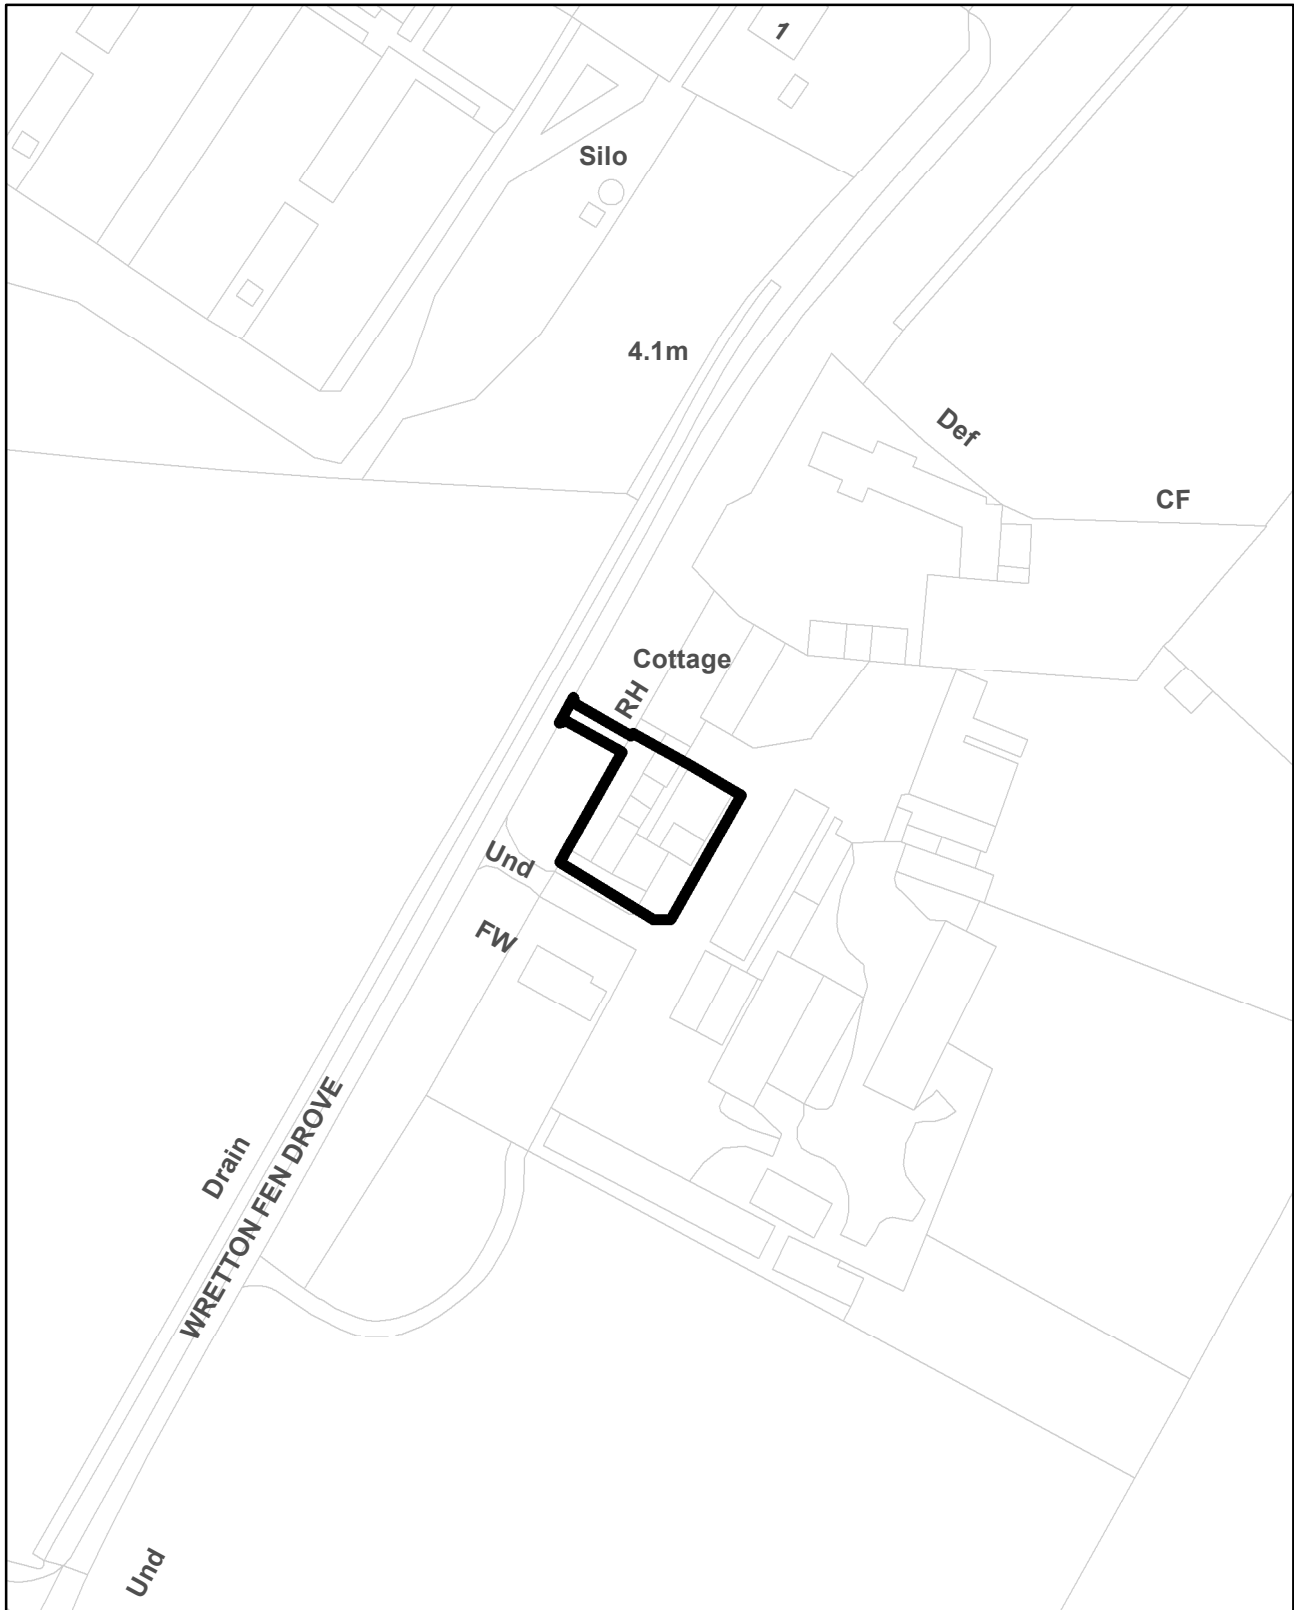 1
Silo
4.1m
Def
CF
Cottage
RH
Und
FW
Drain
WRETTON FEN DROVE
Und